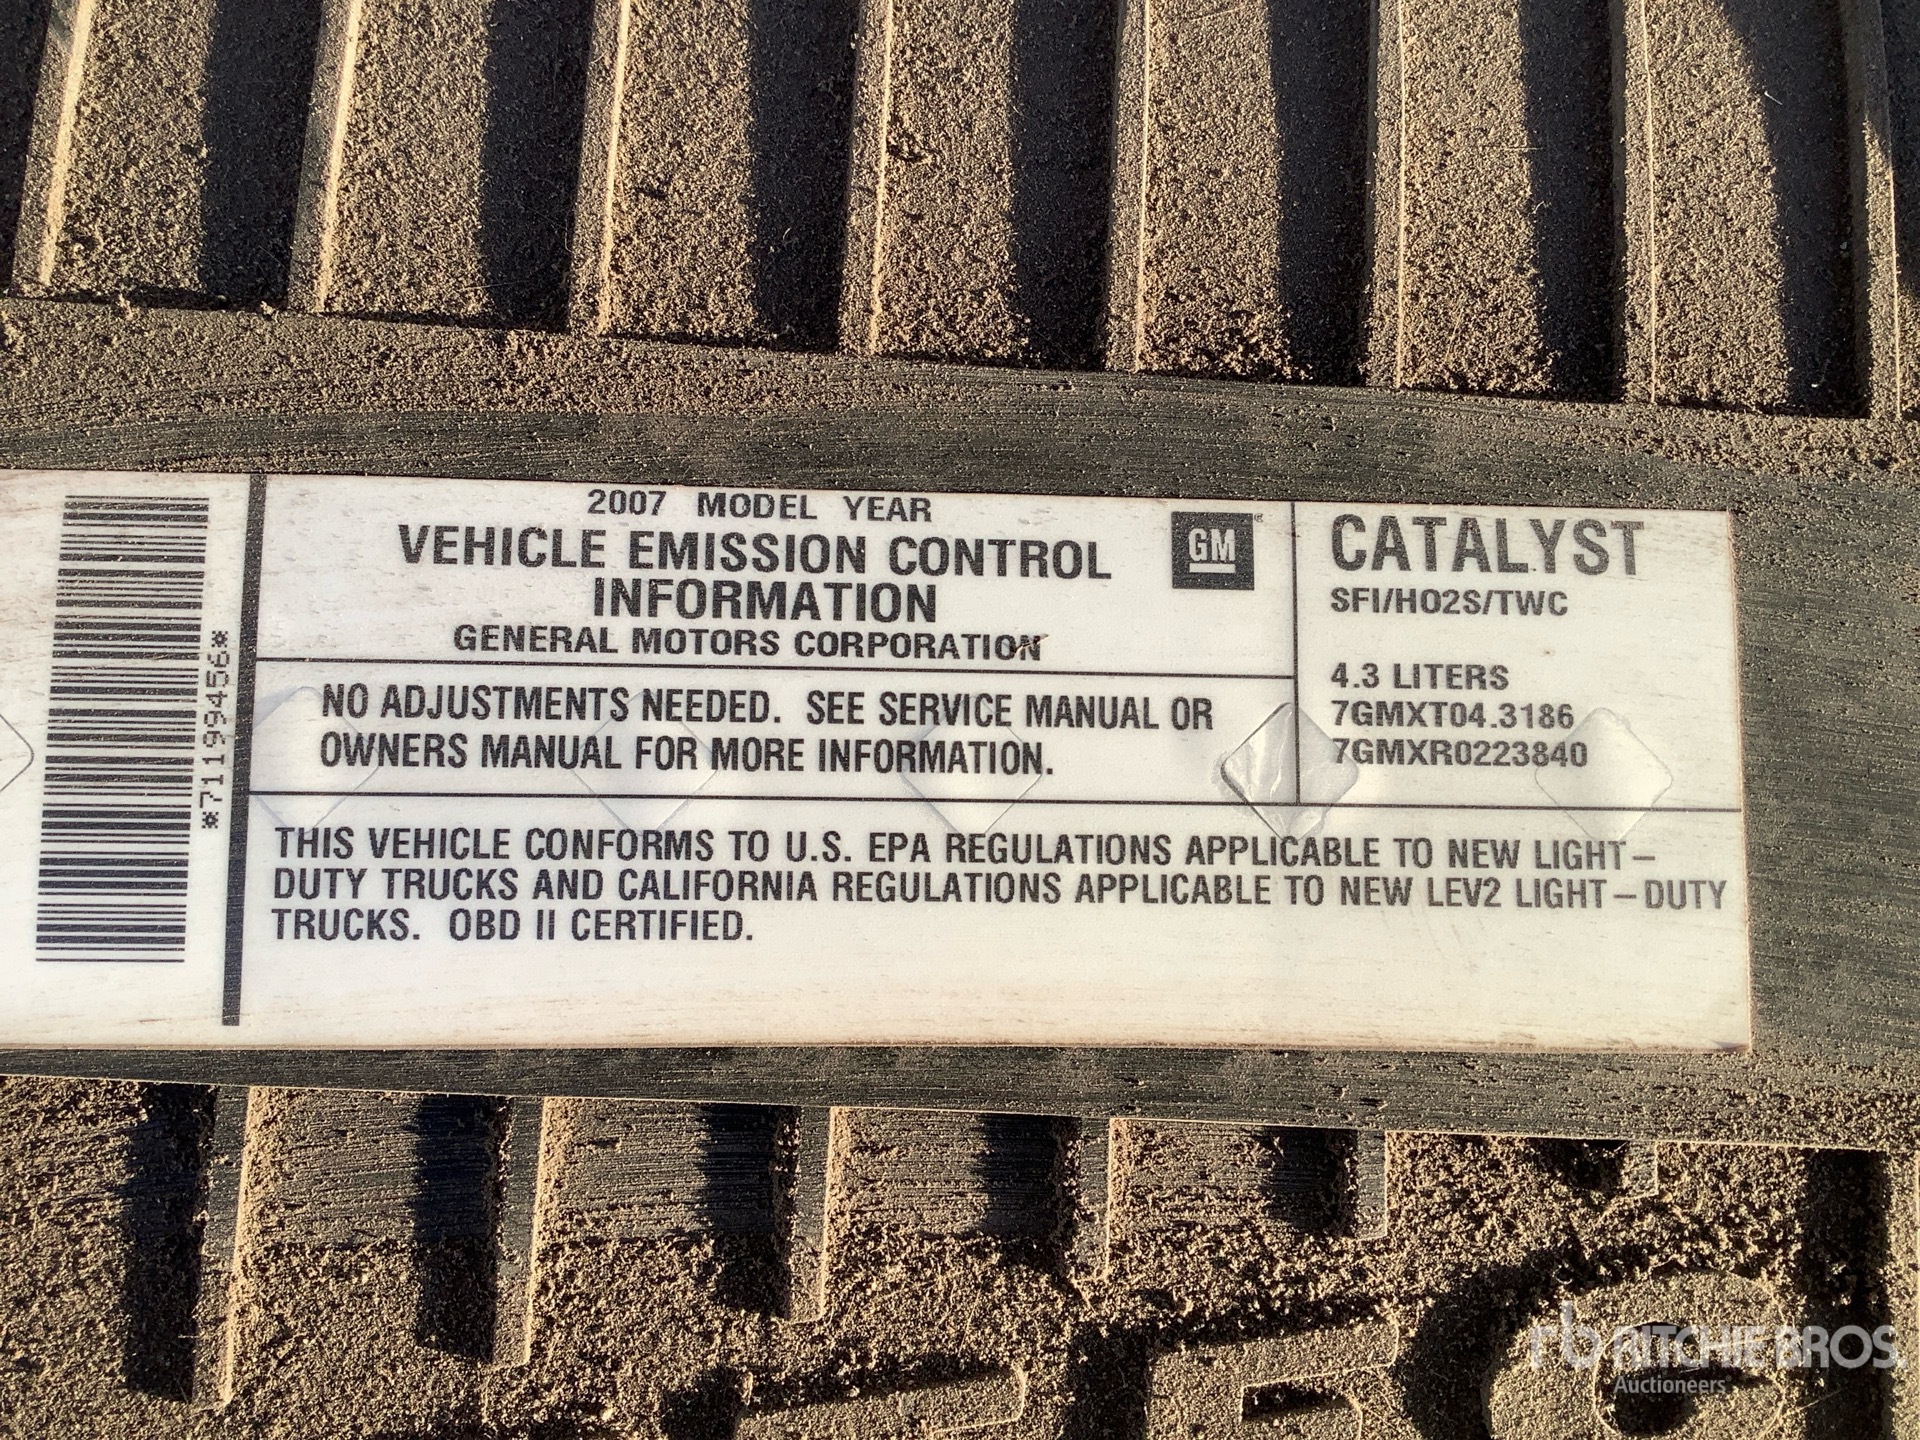 *71199456*
2007 MODEL YEAR
VEHICLE EMISSION CONTROL
INFORMATION
GENERAL MOTORS CORPORATION
GM
NO ADJUSTMENTS NEEDED. SEE SERVICE MANUAL OR
OWNERS MANUAL FOR MORE INFORMATION.
CATALYST
SFI/HO2S/TWC
4.3 LITERS
7GMXT04.3186
7GMXR0223840
THIS VEHICLE CONFORMS TO U.S. EPA REGULATIONS APPLICABLE TO NEW LIGHT-
DUTY TRUCKS AND CALIFORNIA REGULATIONS APPLICABLE TO NEW LEV2 LIGHT-DUTY
TRUCKS. OBD II CERTIFIED.
rb RITCHIE BROS.
Auctioneers